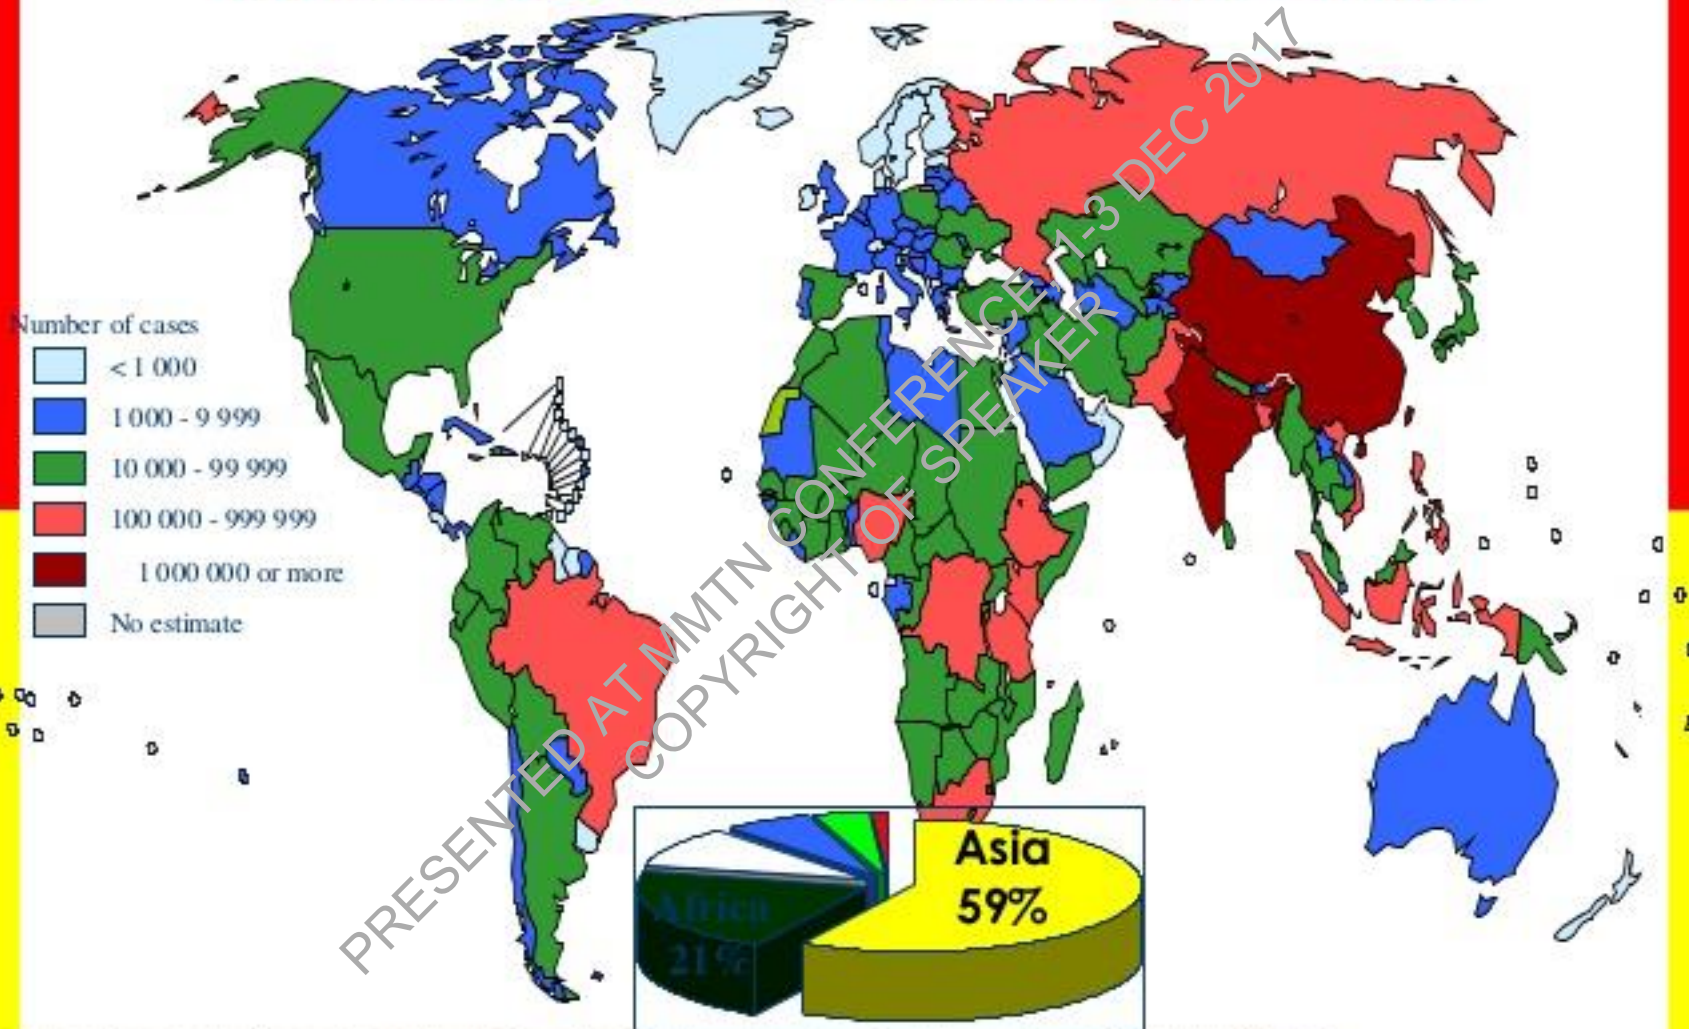 Number of cases
< 1 000
1 000 - 9 999
10 000 - 99 999
100 000 - 999 999
1 000 000 or more
No estimate
PRESENTED AT MMTN CONFERENCE, 1-3 DEC 2017
COPYRIGHT OF SPEAKER
Asia
59%
Africa
21%